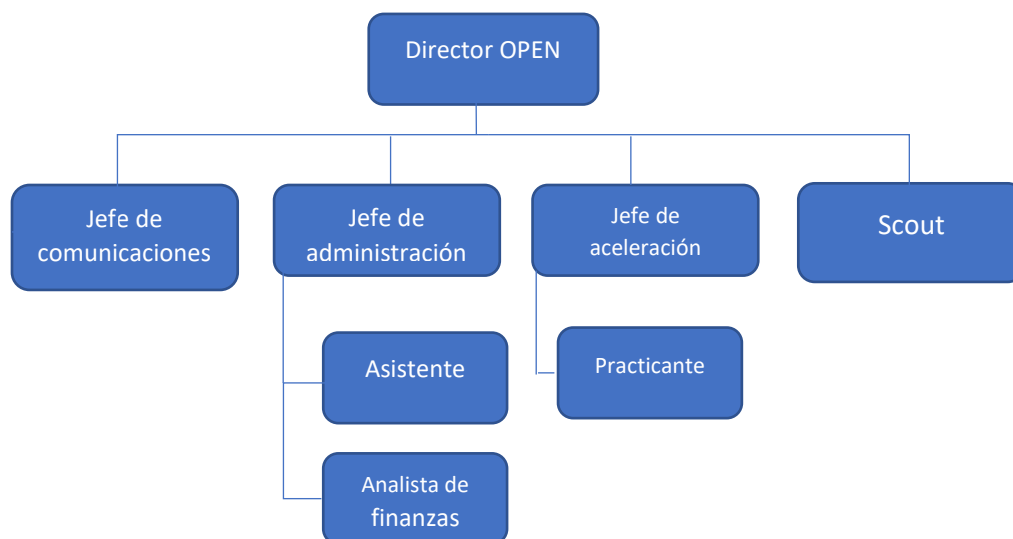 Director OPEN
Jefe de
comunicaciones
Jefe de
administración
Jefe de
aceleración
Scout
Asistente
Practicante
Analista de
finanzas